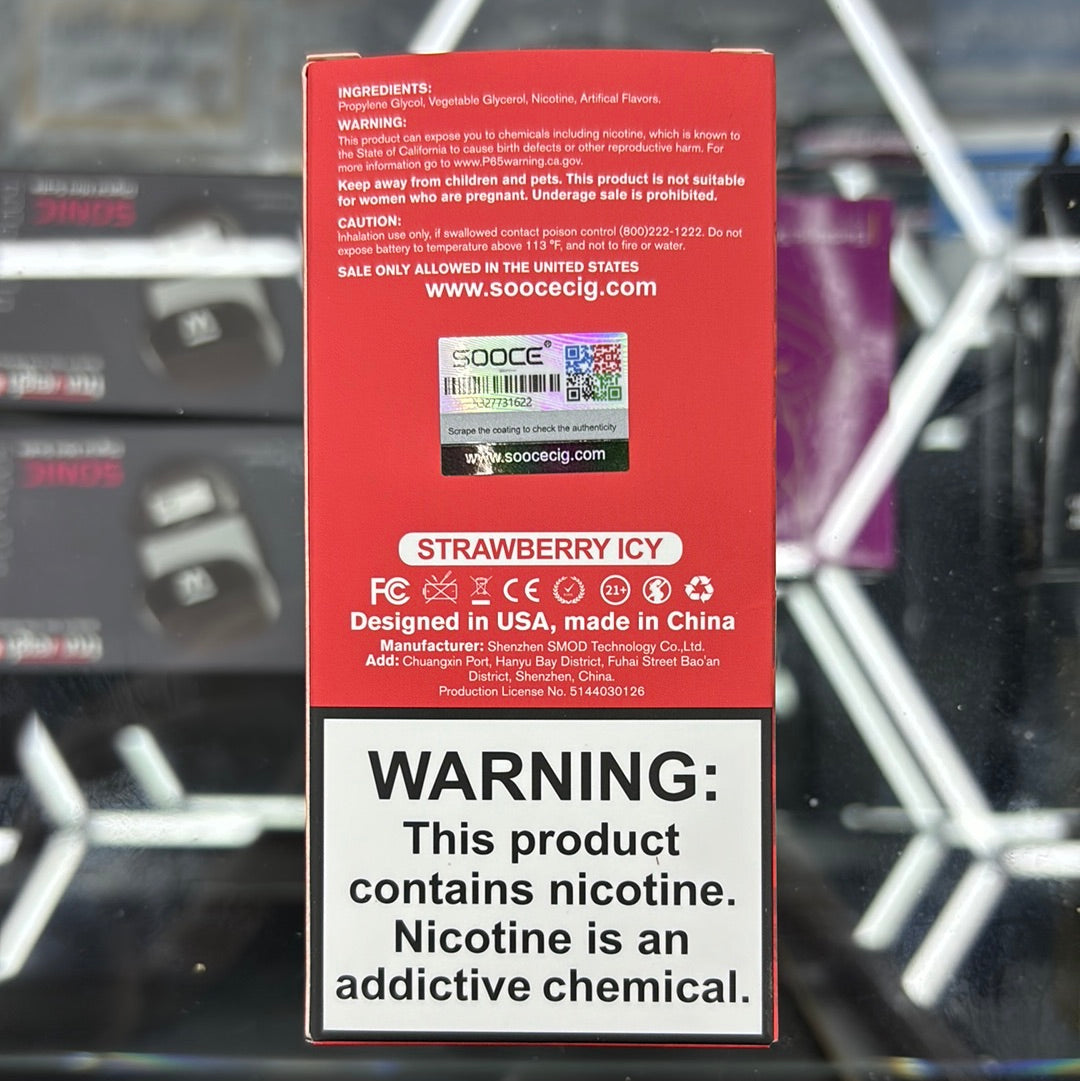 INGREDIENTS:
Propylene Glycol, Vegetable Glycerol, Nicotine, Artifical Flavors.
WARNING:
This product can expose you to chemicals including nicotine, which is known to
the State of California to cause birth defects or other reproductive harm. For
more information go to www.P65warning.ca.gov.
Keep away from children and pets. This product is not suitable
for women who are pregnant. Underage sale is prohibited.
CAUTION:
Inhalation use only, if swallowed contact poison control (800)222-1222. Do not
expose battery to temperature above 113 °F, and not to fire or water.
SALE ONLY ALLOWED IN THE UNITED STATES
www.soocecig.com
SOOCE®
27731622
Scrape the coating to check the authenticity
www.soocecig.com
STRAWBERRY ICY
FC CE 21+
Designed in USA, made in China
Manufacturer: Shenzhen SMOD Technology Co.,Ltd.
Add: Chuangxin Port, Hanyu Bay District, Fuhai Street Bao'an
District, Shenzhen, China.
Production License No. 5144030126
WARNING:
This product
contains nicotine.
Nicotine is an
addictive chemical.
SONIC
SONIC